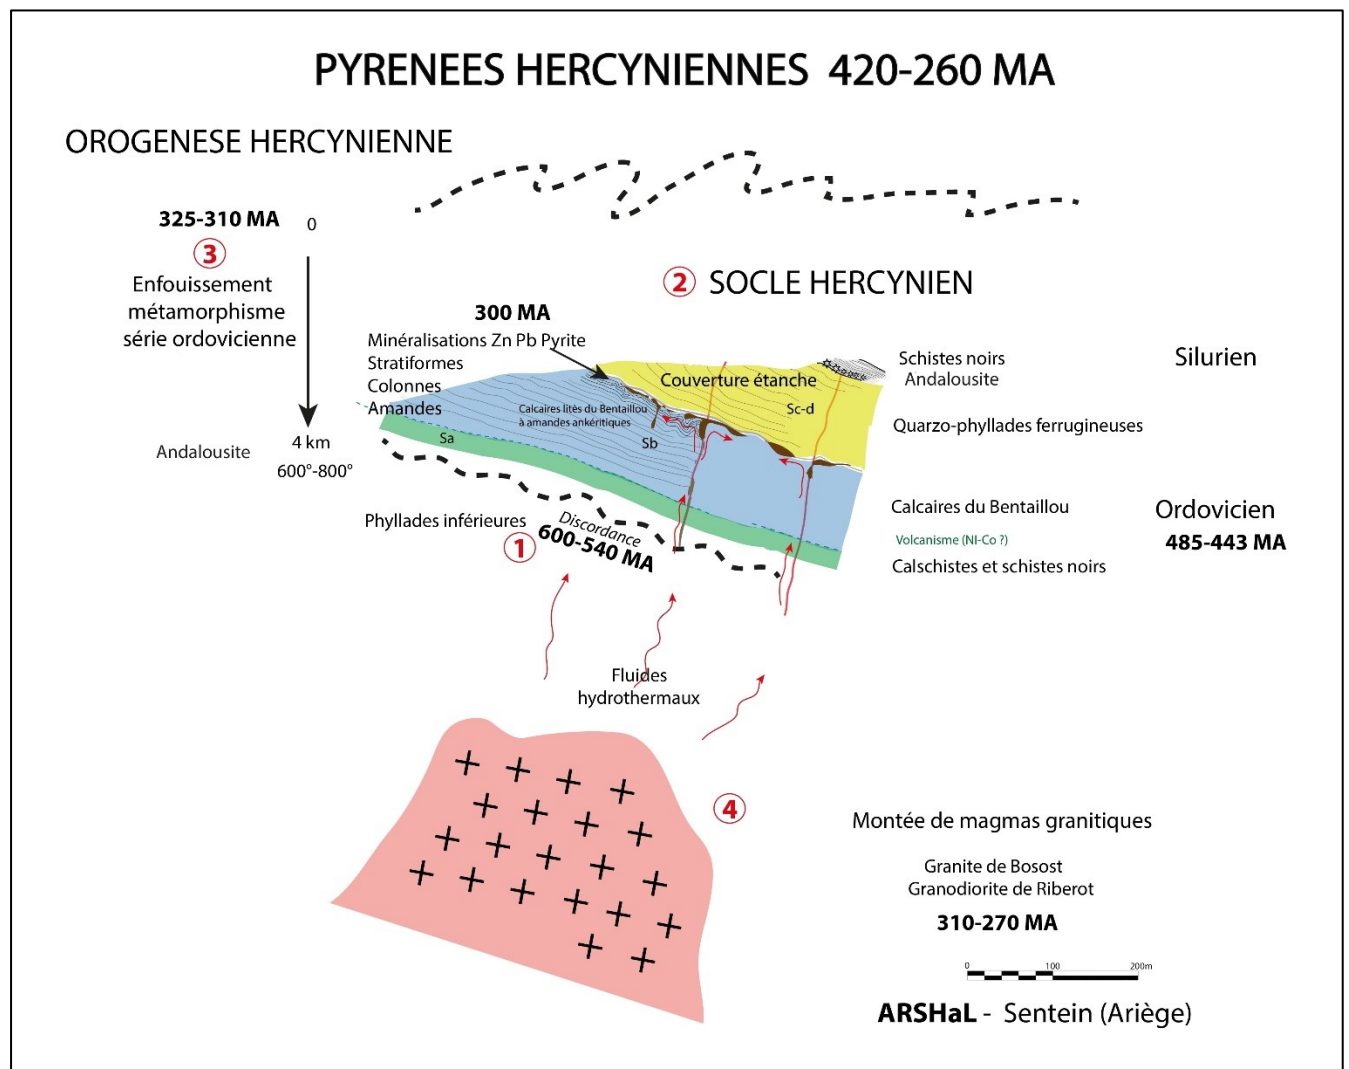 PYRENEES HERCYNIENNES 420-260 MA
OROGENESE HERCYNIENNE
325-310 MA
0
3
Enfouissement
métamorphisme
série ordovicienne
2 SOCLE HERCYNIEN
300 MA
Minéralisations Zn Pb Pyrite
Stratiformes
Colonnes
Amandes
Couverture étanche
Sc-d
Calcaires lités du Bentaillou
à amandes ankéritiques
Sa
Sb
Schistes noirs
Andalousite
Silurien
Quarzo-phyllades ferrugineuses
Andalousite
4 km
600°-800°
Phyllades inférieures
1
Discordance
600-540 MA
Calcaires du Bentaillou
Ordovicien
485-443 MA
Volcanisme (NI-Co ?)
Calschistes et schistes noirs
Fluides
hydrothermaux
4
Montée de magmas granitiques
Granite de Bosost
Granodiorite de Riberot
310-270 MA
0 100 200m
ARSHaL - Sentein (Ariège)